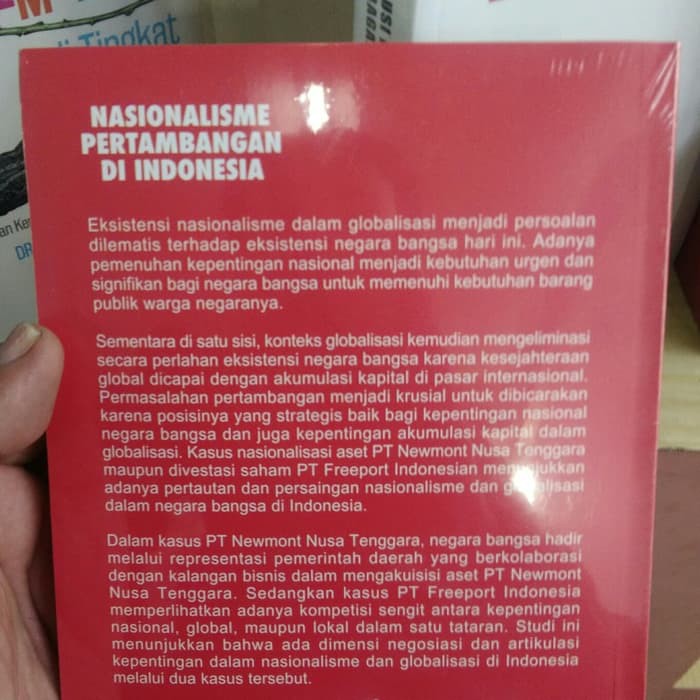 di Tingkat
NASIONALISME
PERTAMBANGAN
DI INDONESIA
Eksistensi nasionalisme dalam globalisasi menjadi persoalan
dilematis terhadap eksistensi negara bangsa hari ini. Adanya
pemenuhan kepentingan nasional menjadi kebutuhan urgen dan
signifikan bagi negara bangsa untuk memenuhi kebutuhan barang
publik warga negaranya.
Sementara di satu sisi, konteks globalisasi kemudian mengeliminasi
secara perlahan eksistensi negara bangsa karena kesejahteraan
global dicapai dengan akumulasi kapital di pasar internasional.
Permasalahan pertambangan menjadi krusial untuk dibicarakan
karena posisinya yang strategis baik bagi kepentingan nasional
negara bangsa dan juga kepentingan akumulasi kapital dalam
globalisasi. Kasus nasionalisasi aset PT Newmont Nusa Tenggara
maupun divestasi saham PT Freeport Indonesian menunjukkan
adanya pertautan dan persaingan nasionalisme dan globalisasi
dalam negara bangsa di Indonesia.
Dalam kasus PT Newmont Nusa Tenggara, negara bangsa hadir
melalui representasi pemerintah daerah yang berkolaborasi
dengan kalangan bisnis dalam mengakuisisi aset PT Newmont
Nusa Tenggara. Sedangkan kasus PT Freeport Indonesia
memperlihatkan adanya kompetisi sengit antara kepentingan
nasional, global, maupun lokal dalam satu tataran. Studi ini
menunjukkan bahwa ada dimensi negosiasi dan artikulasi
kepentingan dalam nasionalisme dan globalisasi di Indonesia
melalui dua kasus tersebut.